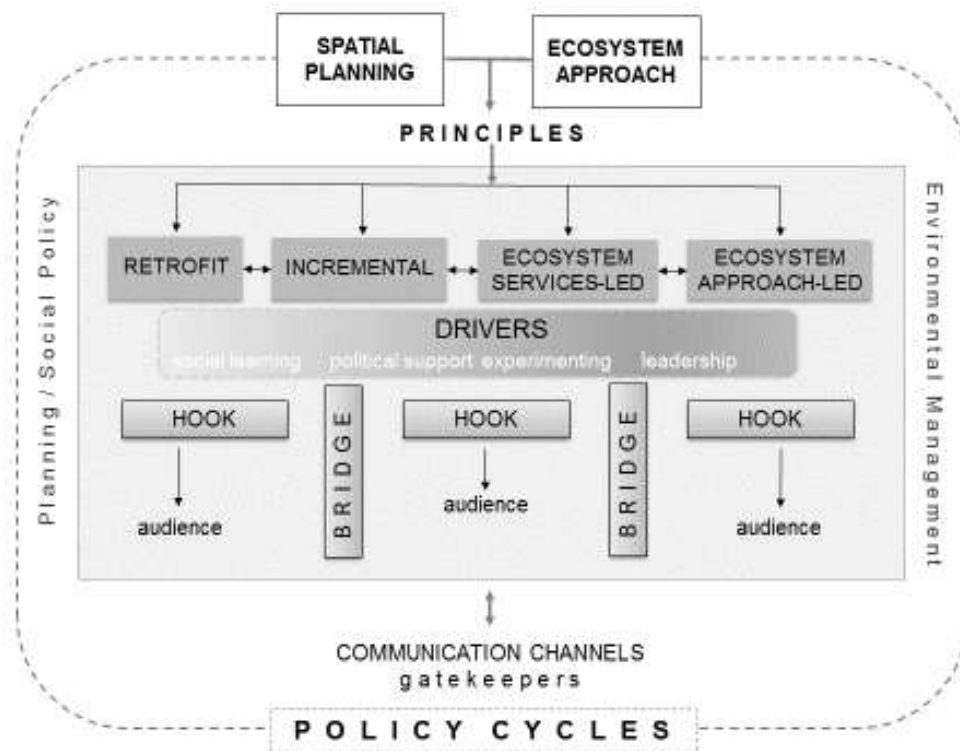 SPATIAL
PLANNING
ECOSYSTEM
APPROACH
PRINCIPLES
Planning / Social Policy
Environmental Management
RETROFIT
INCREMENTAL
ECOSYSTEM
SERVICES-LED
ECOSYSTEM
APPROACH-LED
DRIVERS
social learning political support experimenting leadership
HOOK
BRIDGE
HOOK
BRIDGE
HOOK
audience
audience
audience
COMMUNICATION CHANNELS
gatekeepers
POLICY CYCLES